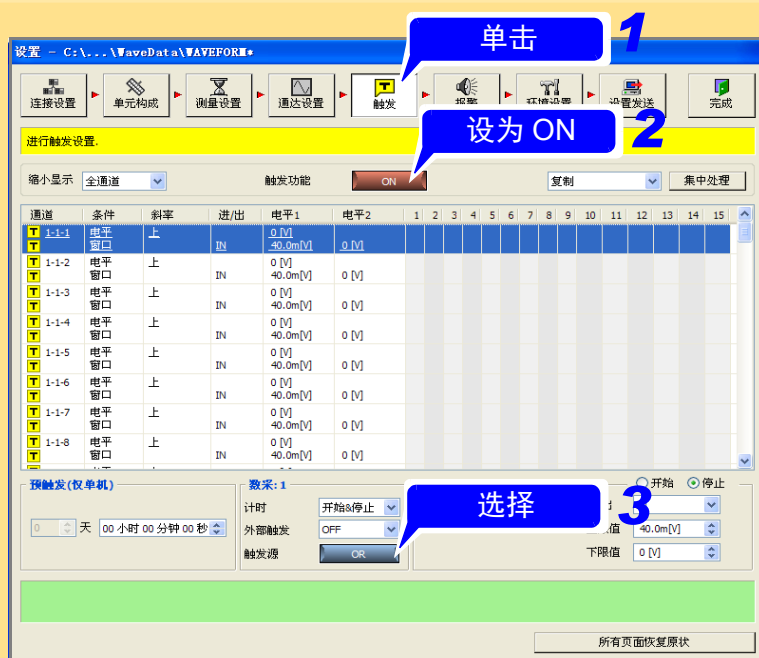 单击 1
设置 - C:\...\WaveData\WAVEFORM*
连接设置 单元构成 测量设置 通达设置 触发 报警 环境设置 设置发送 完成
设为 ON 2
进行触发设置.
缩小显示 全通道 触发功能 ON 复制 集中处理
通道 条件 斜率 进/出 电平1 电平2 1 2 3 4 5 6 7 8 9 10 11 12 13 14 15
T 1-1-1 电平 上 0 [V]
T 窗口 IN 40.0m[V] 0 [V]
T 1-1-2 电平 上 0 [V]
T 窗口 IN 40.0m[V] 0 [V]
T 1-1-3 电平 上 0 [V]
T 窗口 IN 40.0m[V] 0 [V]
T 1-1-4 电平 上 0 [V]
T 窗口 IN 40.0m[V] 0 [V]
T 1-1-5 电平 上 0 [V]
T 窗口 IN 40.0m[V] 0 [V]
T 1-1-6 电平 上 0 [V]
T 窗口 IN 40.0m[V] 0 [V]
T 1-1-7 电平 上 0 [V]
T 窗口 IN 40.0m[V] 0 [V]
T 1-1-8 电平 上 0 [V]
T 窗口 IN 40.0m[V] 0 [V]
预触发(仅单机) 数采:1 开始 停止
选择 3
计时 开始&停止
0 天 00 小时 00 分钟 00 秒 外部触发 OFF 限值 40.0m[V]
触发源 OR 下限值 0 [V]
所有页面恢复原状